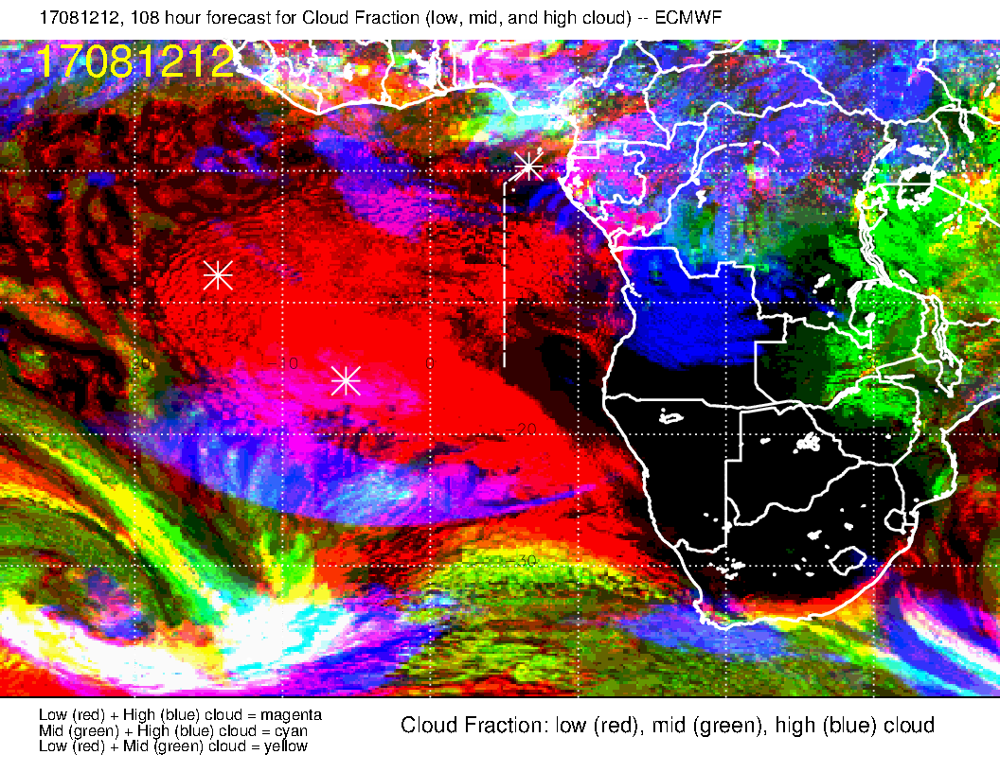 17081212, 108 hour forecast for Cloud Fraction (low, mid, and high cloud) -- ECMWF
17081212
-10
0
-20
-30
Low (red) + High (blue) cloud = magenta
Mid (green) + High (blue) cloud = cyan
Low (red) + Mid (green) cloud = yellow
Cloud Fraction: low (red), mid (green), high (blue) cloud